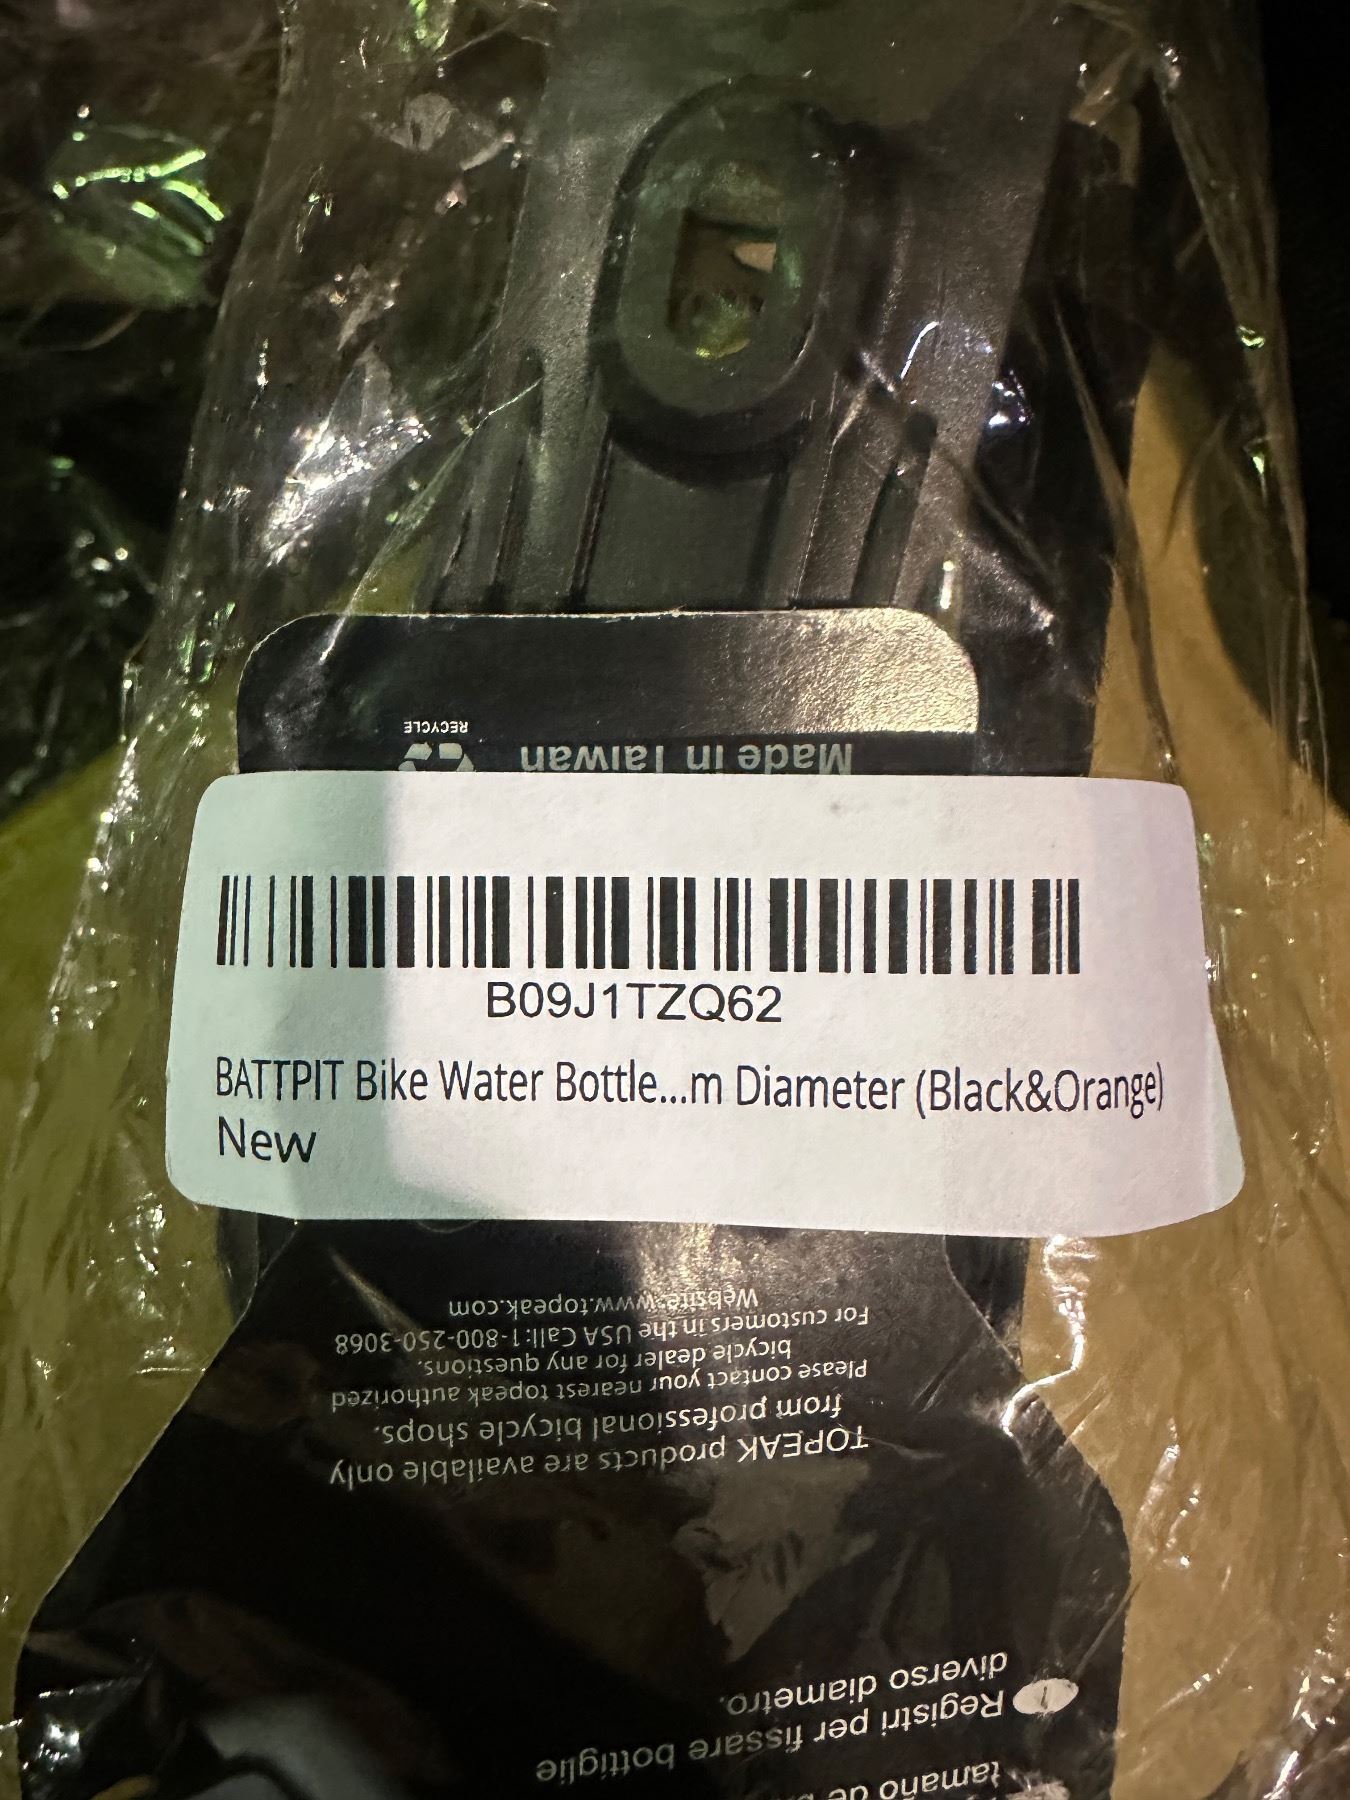 RECYCLE
Made in Taiwan
B09J1TZQ62
BATTPIT Bike Water Bottle...m Diameter (Black&Orange)
New
tamaño de
Registri per fissare bottiglie
diverso diametro.
TOPEAK products are available only
from professional bicycle shops.
Please contact your nearest topeak authorized
bicycle dealer for any questions.
For customers in the USA Call: 1-800-250-3068
Website:www.topeak.com